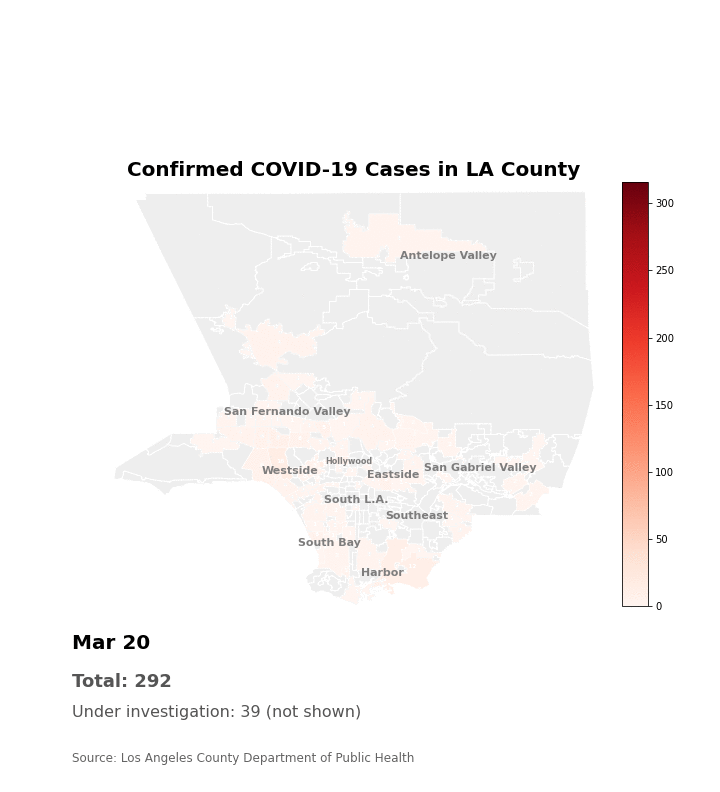 Confirmed COVID-19 Cases in LA County
300
Antelope Valley
250
200
150
San Fernando Valley
Hollywood
Westside
Eastside
San Gabriel Valley
100
South L.A.
Southeast
50
South Bay
Harbor
0
Mar 20
Total: 292
Under investigation: 39 (not shown)
Source: Los Angeles County Department of Public Health